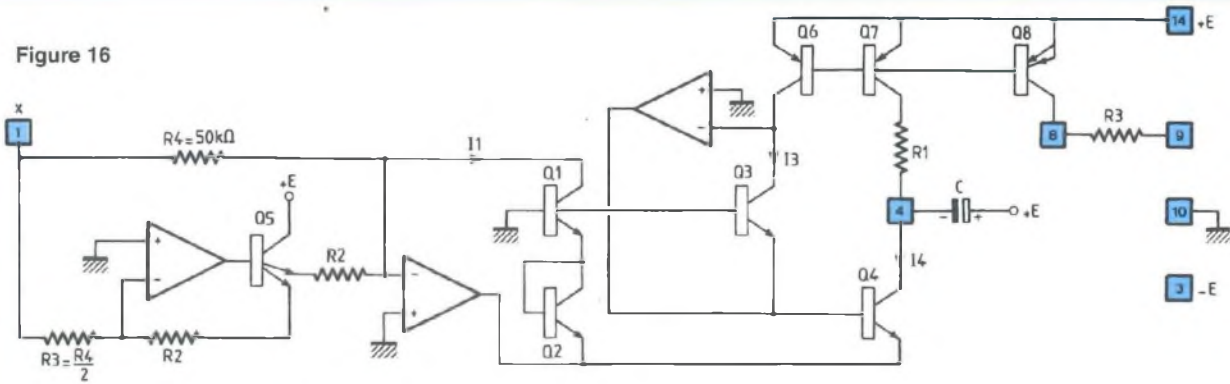 Figure 16
x
1
R4=50kΩ
I1
+E
Q5
R2
+
-
R3=R4/2
R2
-
+
Q1
Q2
+
-
Q3
I3
Q6
Q7
Q8
R1
4
C
-
+
+E
I4
Q4
8
R3
9
14
+E
10
3
-E